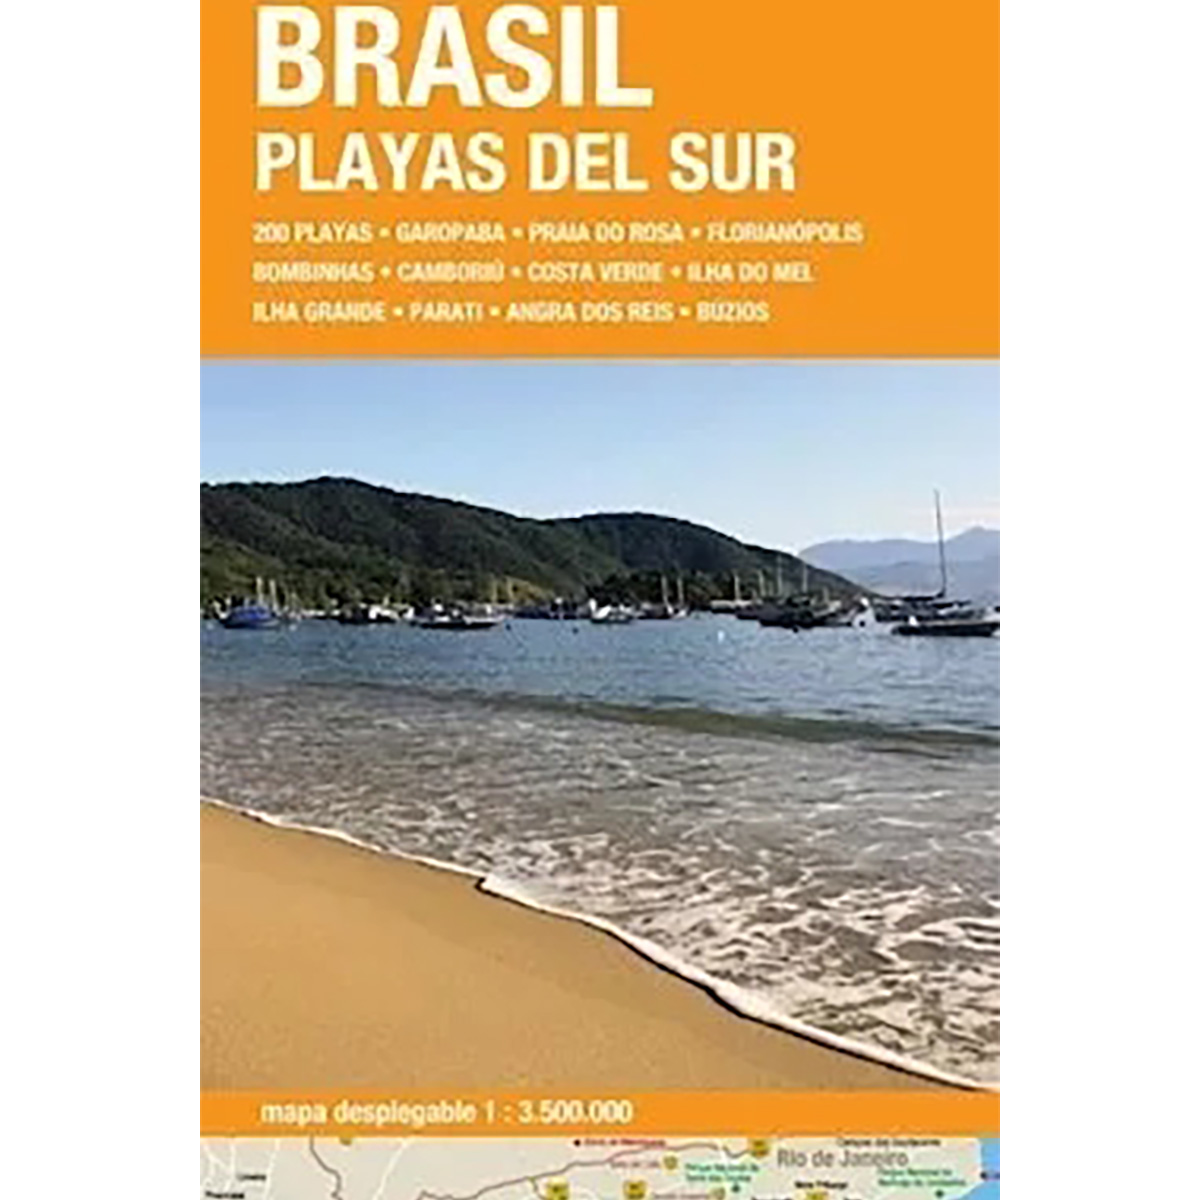 BRASIL
PLAYAS DEL SUR
200 PLAYAS • GAROPABA • PRAIA DO ROSA • FLORIANÓPOLIS
BOMBINHAS • CAMBORIÚ • COSTA VERDE • ILHA DO MEL
ILHA GRANDE • PARATI • ANGRA DOS REIS • BÚZIOS
mapa desplegable 1 : 3.500.000
Rio de Janeiro